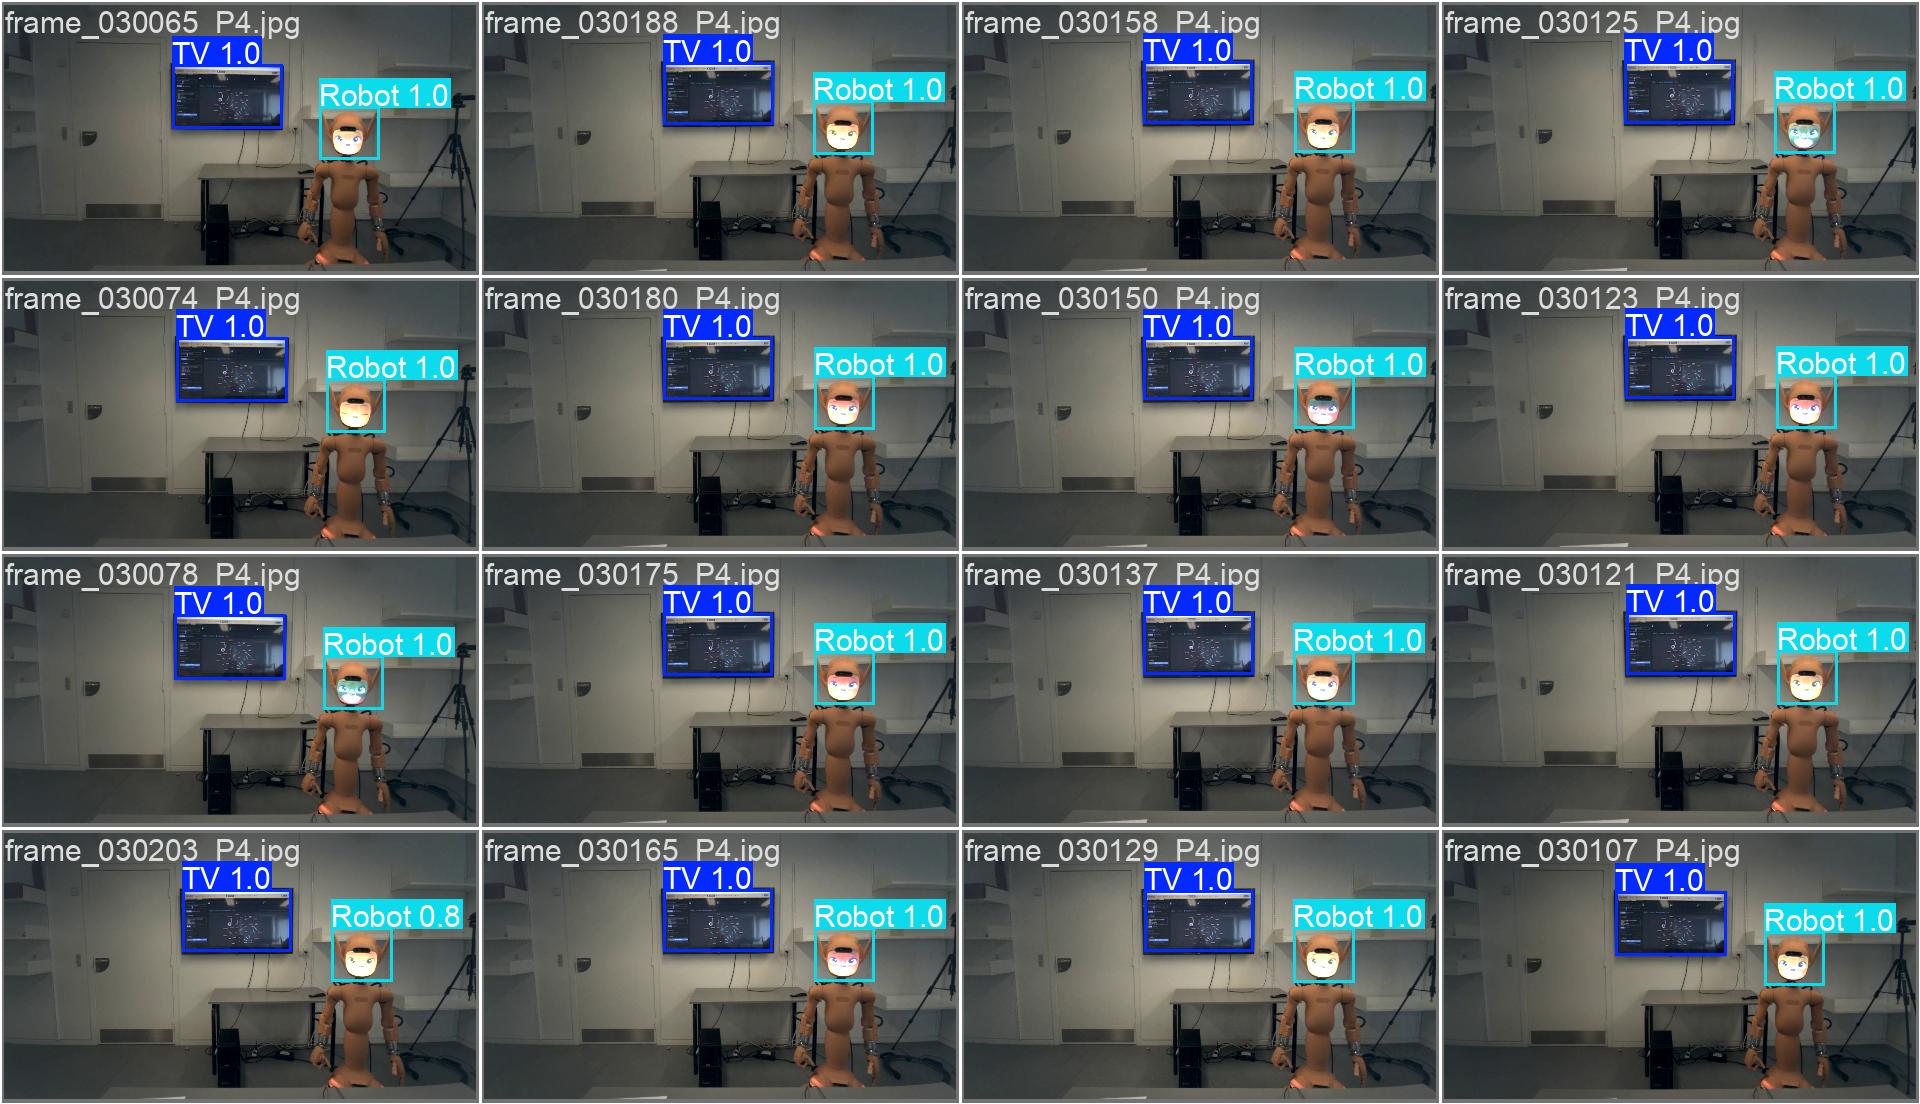 frame_030065_P4.jpg
TV 1.0
Robot 1.0
frame_030188_P4.jpg
TV 1.0
Robot 1.0
frame_030158_P4.jpg
TV 1.0
Robot 1.0
frame_030125_P4.jpg
TV 1.0
Robot 1.0
frame_030074_P4.jpg
TV 1.0
Robot 1.0
frame_030180_P4.jpg
TV 1.0
Robot 1.0
frame_030150_P4.jpg
TV 1.0
Robot 1.0
frame_030123_P4.jpg
TV 1.0
Robot 1.0
frame_030078_P4.jpg
TV 1.0
Robot 1.0
frame_030175_P4.jpg
TV 1.0
Robot 1.0
frame_030137_P4.jpg
TV 1.0
Robot 1.0
frame_030121_P4.jpg
TV 1.0
Robot 1.0
frame_030203_P4.jpg
TV 1.0
Robot 0.8
frame_030165_P4.jpg
TV 1.0
Robot 1.0
frame_030129_P4.jpg
TV 1.0
Robot 1.0
frame_030107_P4.jpg
TV 1.0
Robot 1.0